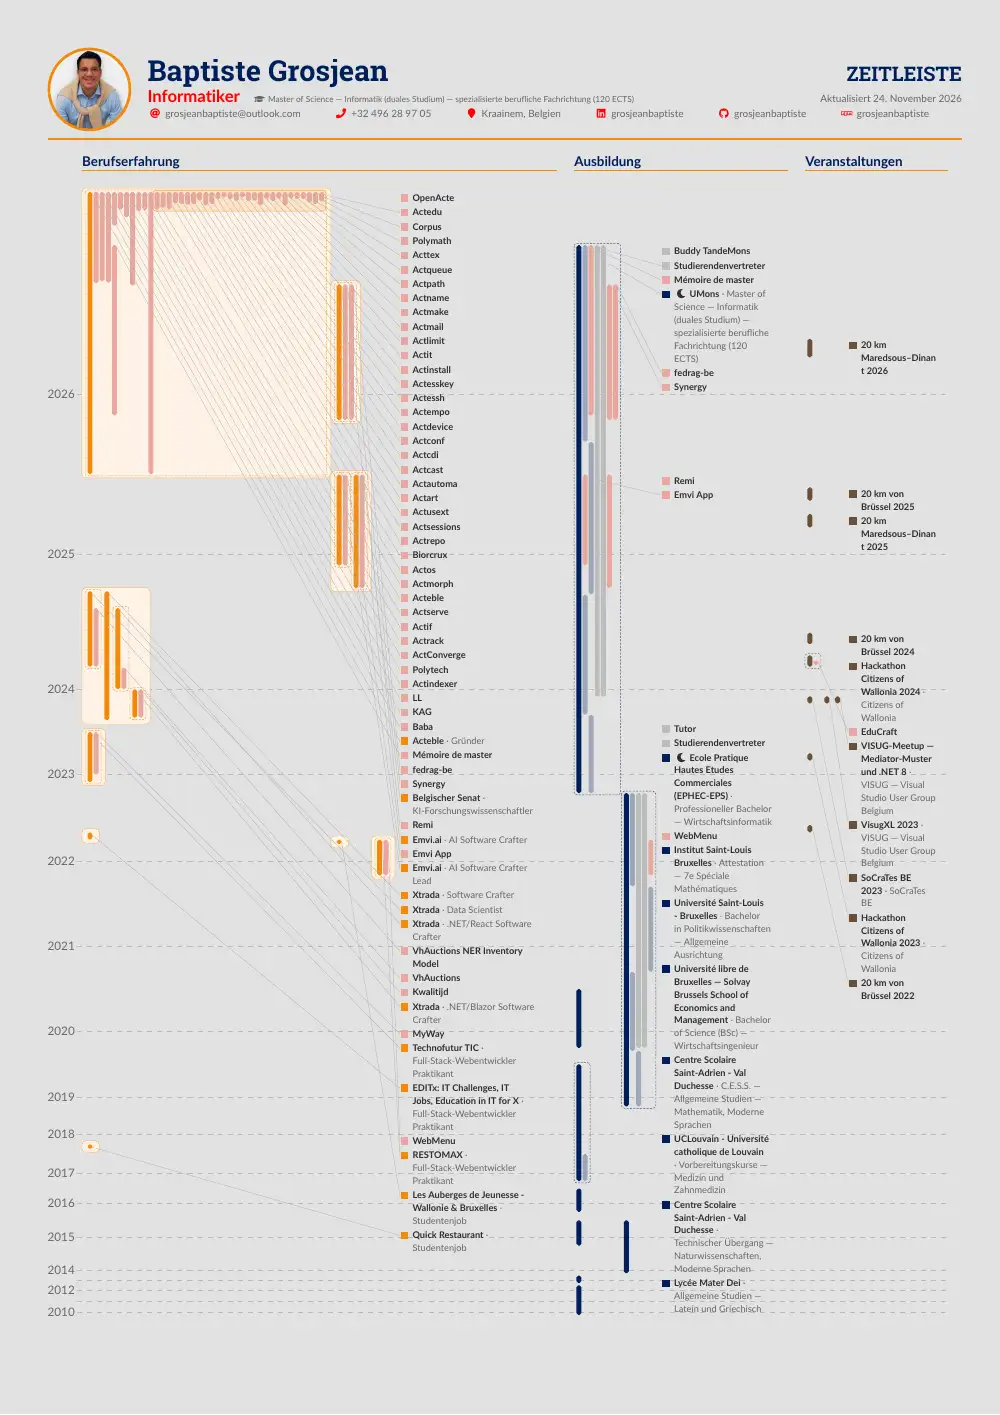 Baptiste Grosjean
ZEITLEISTE
Informatiker
Master of Science — Informatik (duales Studium) — spezialisierte berufliche Fachrichtung (120 ECTS)
Aktualisiert 24. November 2026
grosjeanbaptiste@outlook.com
+32 496 28 97 05
Kraainem, Belgien
grosjeanbaptiste
grosjeanbaptiste
grosjeanbaptiste
Berufserfahrung
2026
2025
2024
2023
2022
2021
2020
2019
2018
2017
2016
2015
2014
2012
2010
OpenActe
Actedu
Corpus
Polymath
Acttex
Actqueue
Actpath
Actname
Actmake
Actmail
Actlimit
Actit
Actinstall
Actesskey
Actessh
Actempo
Actdevice
Actconf
Actcdi
Actcast
Actautoma
Actart
Actusext
Actsessions
Actrepo
Biorcrux
Actos
Actmorph
Acteble
Actserve
Actif
Actrack
ActConverge
Polytech
Actindexer
LL
KAG
Baba
Acteble · Gründer
Mémoire de master
fedrag-be
Synergy
Belgischer Senat ·
KI-Forschungswissenschaftler
Remi
Emvi.ai · AI Software Crafter
Emvi App
Emvi.ai · AI Software Crafter
Lead
Xtrada · Software Crafter
Xtrada · Data Scientist
Xtrada · .NET/React Software
Crafter
VhAuctions NER Inventory
Model
VhAuctions
Kwalitijd
Xtrada · .NET/Blazor Software
Crafter
MyWay
Technofutur TIC ·
Full-Stack-Webentwickler
Praktikant
EDITx: IT Challenges, IT
Jobs, Education in IT for X ·
Full-Stack-Webentwickler
Praktikant
WebMenu
RESTOMAX ·
Full-Stack-Webentwickler
Praktikant
Les Auberges de Jeunesse -
Wallonie & Bruxelles ·
Studentenjob
Quick Restaurant ·
Studentenjob
Ausbildung
Buddy TandeMons
Studierendenvertreter
Mémoire de master
UMons · Master of
Science — Informatik
(duales Studium) —
spezialisierte berufliche
Fachrichtung (120
ECTS)
fedrag-be
Synergy
Remi
Emvi App
Tutor
Studierendenvertreter
Ecole Pratique
Hautes Etudes
Commerciales
(EPHEC-EPS) ·
Professioneller Bachelor
— Wirtschaftsinformatik
WebMenu
Institut Saint-Louis
Bruxelles · Attestation
— 7e Spéciale
Mathématiques
Université Saint-Louis
- Bruxelles · Bachelor
in Politikwissenschaften
— Allgemeine
Ausrichtung
Université libre de
Bruxelles — Solvay
Brussels School of
Economics and
Management · Bachelor
of Science (BSc) —
Wirtschaftsingenieur
Centre Scolaire
Saint-Adrien - Val
Duchesse · C.E.S.S. —
Allgemeine Studien —
Mathematik, Moderne
Sprachen
UCLouvain - Université
catholique de Louvain
· Vorbereitungskurse —
Medizin und
Zahnmedizin
Centre Scolaire
Saint-Adrien - Val
Duchesse ·
Technischer Übergang —
Naturwissenschaften,
Moderne Sprachen
Lycée Mater Dei ·
Allgemeine Studien —
Latein und Griechisch
Veranstaltungen
20 km
Maredsous–Dinan
t 2026
20 km von
Brüssel 2025
20 km
Maredsous–Dinan
t 2025
20 km von
Brüssel 2024
Hackathon
Citizens of
Wallonia 2024 ·
Citizens of
Wallonia
EduCraft
VISUG-Meetup —
Mediator-Muster
und .NET 8 ·
VISUG — Visual
Studio User Group
Belgium
VisugXL 2023 ·
VISUG — Visual
Studio User Group
Belgium
SoCraTes BE
2023 · SoCraTes
BE
Hackathon
Citizens of
Wallonia 2023 ·
Citizens of
Wallonia
20 km von
Brüssel 2022